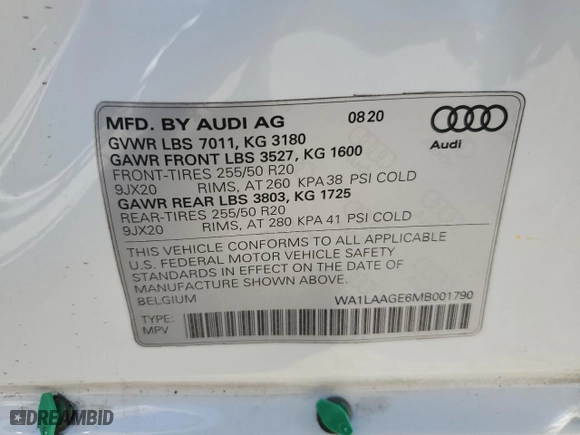 MFD. BY AUDI AG 08 20
GVWR LBS 7011, KG 3180
GAWR FRONT LBS 3527, KG 1600
FRONT-TIRES 255/50 R20
9JX20 RIMS, AT 260 KPA 38 PSI COLD
GAWR REAR LBS 3803, KG 1725
REAR-TIRES 255/50 R20
9JX20 RIMS, AT 280 KPA 41 PSI COLD
Audi
THIS VEHICLE CONFORMS TO ALL APPLICABLE
U.S. FEDERAL MOTOR VEHICLE SAFETY
STANDARDS IN EFFECT ON THE DATE OF
MANUFACTURE SHOWN ABOVE.
BELGIUM WA1LAAGE6MB001790
TYPE:
MPV
DREAMBID